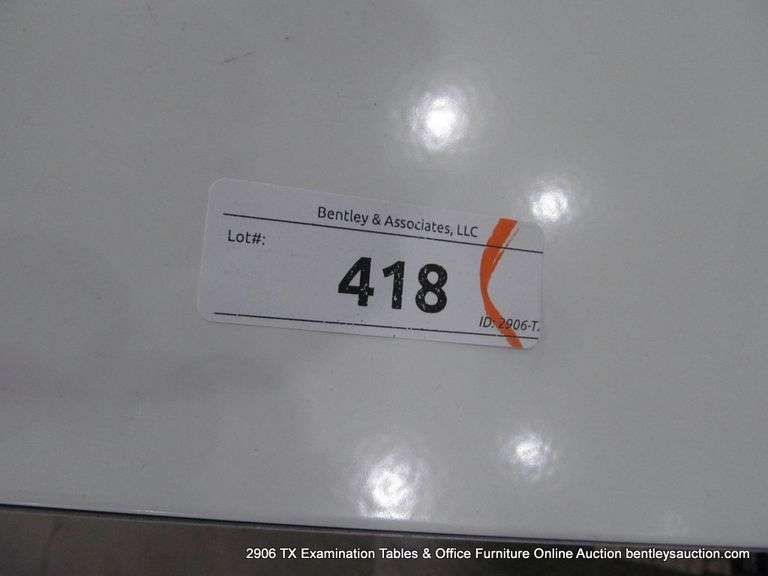 Bentley & Associates, LLC
Lot#:
418
ID: 2906-T
2906 TX Examination Tables & Office Furniture Online Auction bentleysauction.com